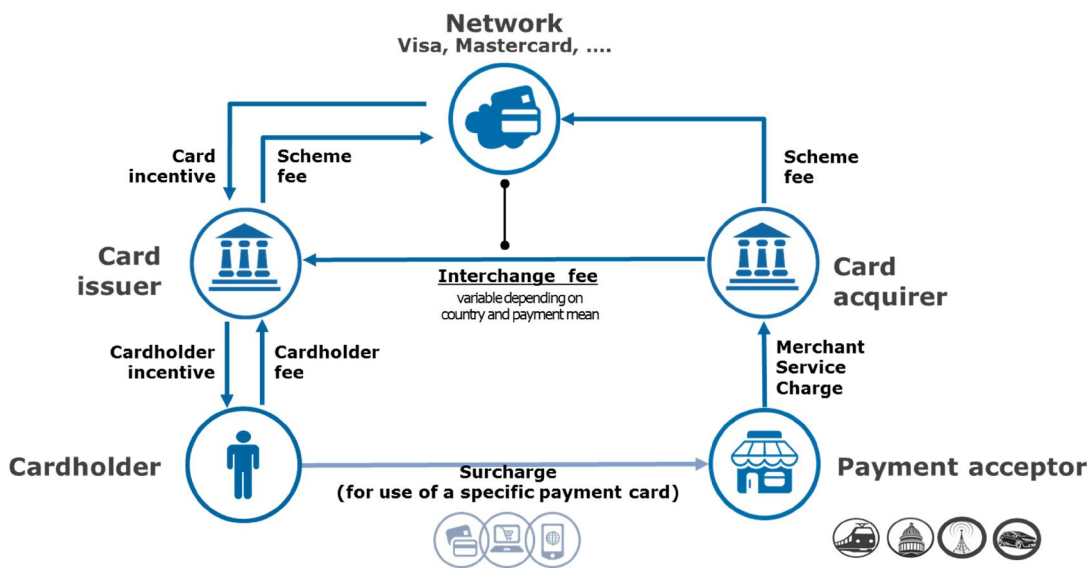 Network
Visa, Mastercard, ....
Card
incentive
Scheme
fee
Scheme
fee
Card
issuer
Interchange fee
variable depending on
country and payment mean
Card
acquirer
Cardholder
incentive
Cardholder
fee
Merchant
Service
Charge
Cardholder
Surcharge
(for use of a specific payment card)
Payment acceptor